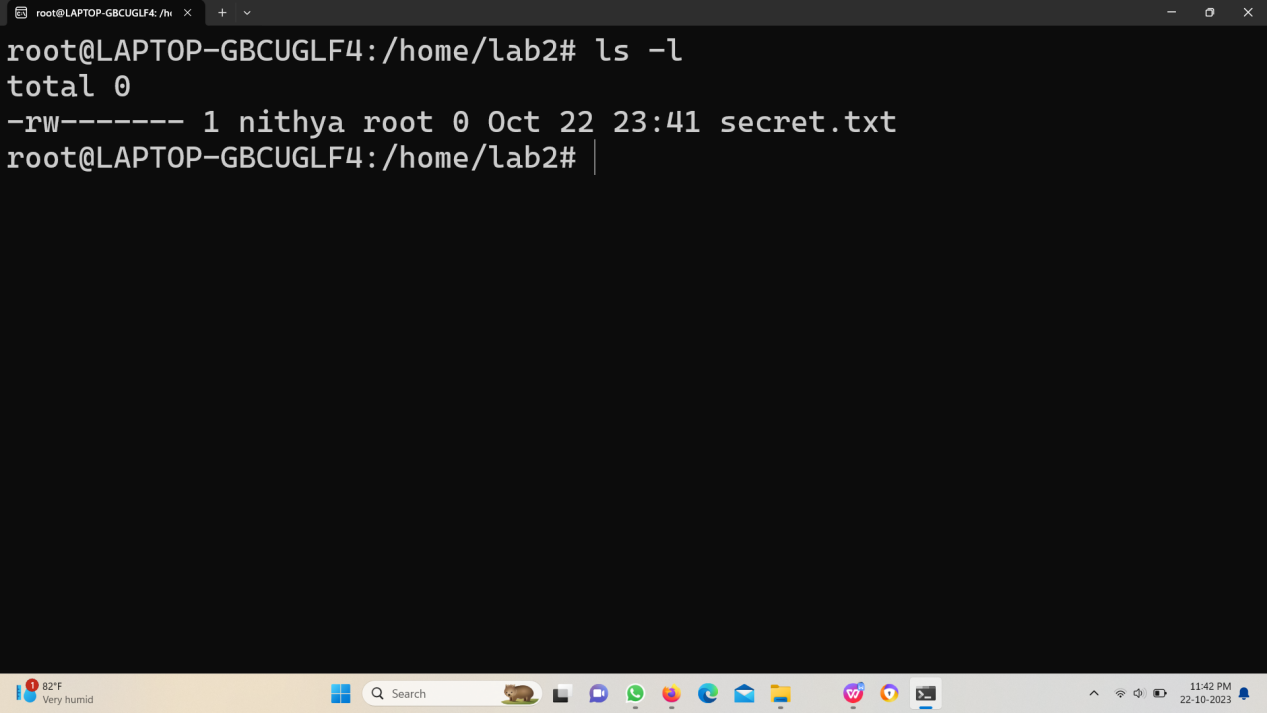 root@LAPTOP-GBCUGLF4: /h
root@LAPTOP-GBCUGLF4:/home/lab2# ls -l
total 0
-rw------- 1 nithya root 0 Oct 22 23:41 secret.txt
root@LAPTOP-GBCUGLF4:/home/lab2#
1
82°F
Very humid
Search
11:42 PM
22-10-2023